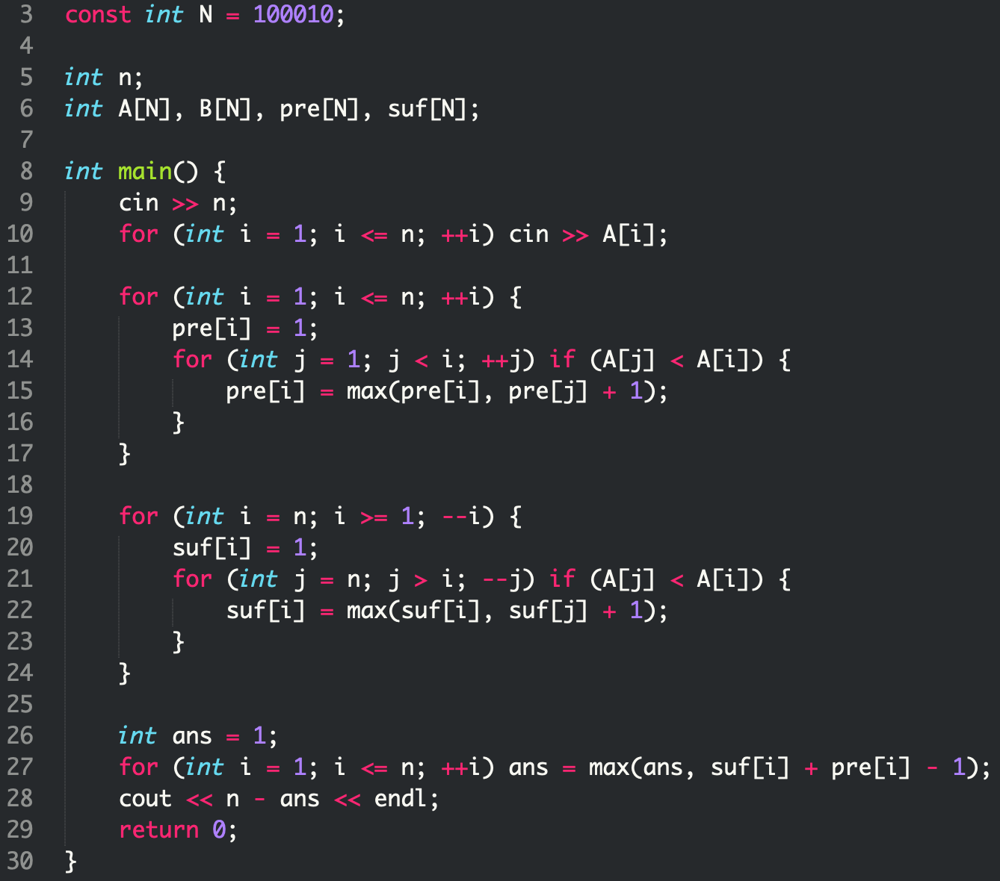 3 const int N = 100010;
4
5 int n;
6 int A[N], B[N], pre[N], suf[N];
7
8 int main() {
9     cin >> n;
10     for (int i = 1; i <= n; ++i) cin >> A[i];
11
12     for (int i = 1; i <= n; ++i) {
13         pre[i] = 1;
14         for (int j = 1; j < i; ++j) if (A[j] < A[i]) {
15             pre[i] = max(pre[i], pre[j] + 1);
16         }
17     }
18
19     for (int i = n; i >= 1; --i) {
20         suf[i] = 1;
21         for (int j = n; j > i; --j) if (A[j] < A[i]) {
22             suf[i] = max(suf[i], suf[j] + 1);
23         }
24     }
25
26     int ans = 1;
27     for (int i = 1; i <= n; ++i) ans = max(ans, suf[i] + pre[i] - 1);
28     cout << n - ans << endl;
29     return 0;
30 }